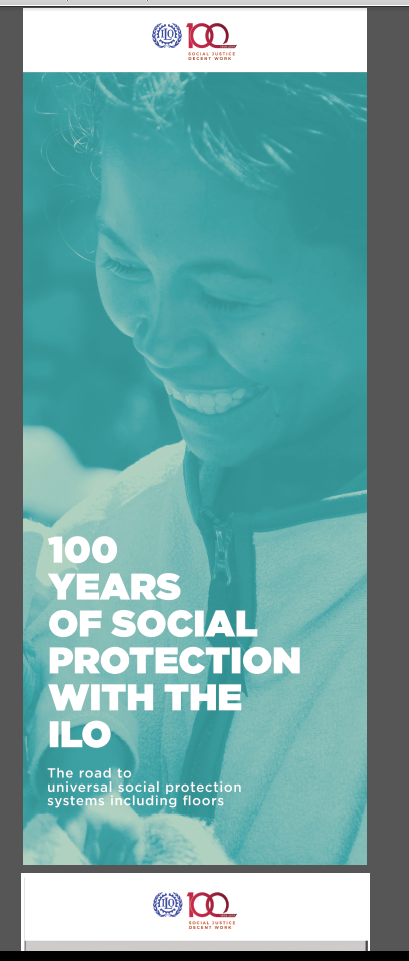 ILO
100
SOCIAL JUSTICE
DECENT WORK
100
YEARS
OF SOCIAL
PROTECTION
WITH THE
ILO
The road to
universal social protection
systems including floors
ILO
100
SOCIAL JUSTICE
DECENT WORK